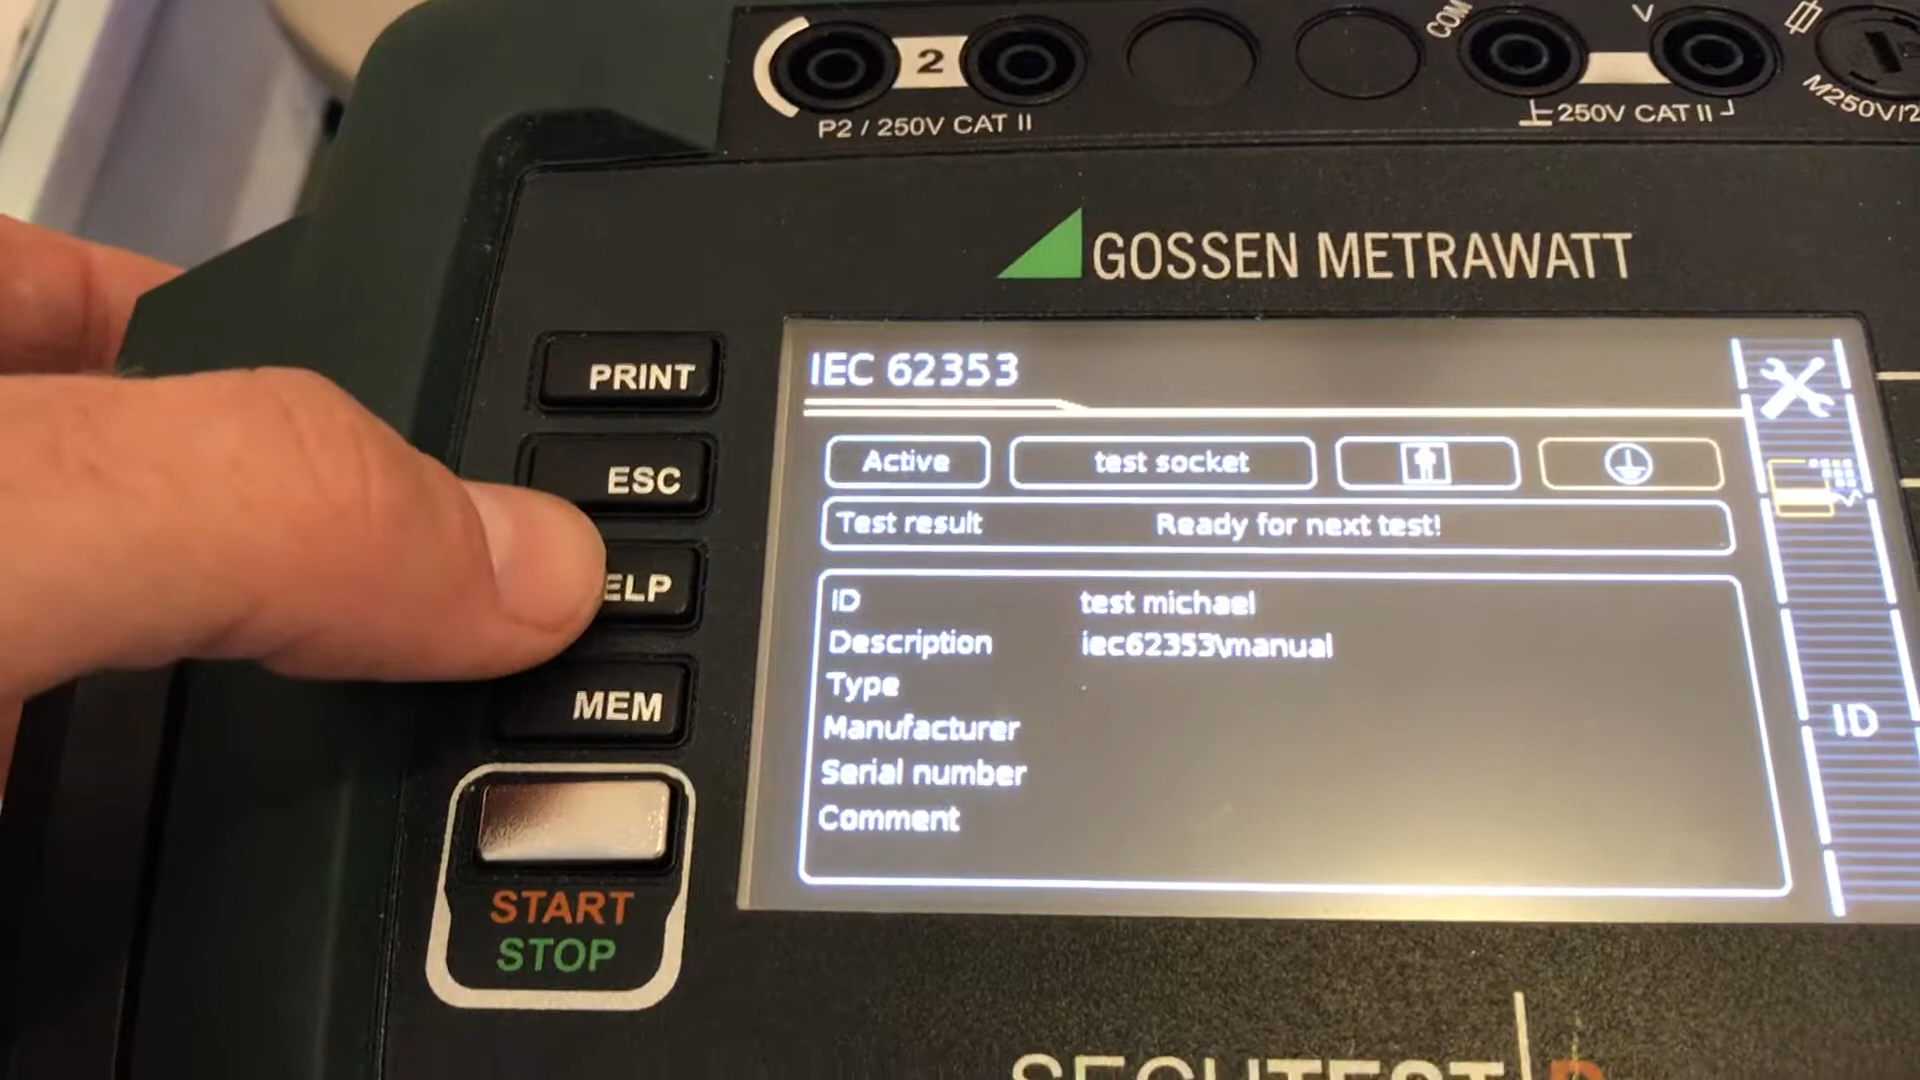 2
P2 / 250V CAT II
COM
V
250V CAT II
GOSSEN METRAWATT
PRINT
ESC
ELP
MEM
START
STOP
IEC 62353
Active
test socket
Test result Ready for next test!
ID test michael
Description iec62353\manual
Type
Manufacturer
Serial number
Comment
ID